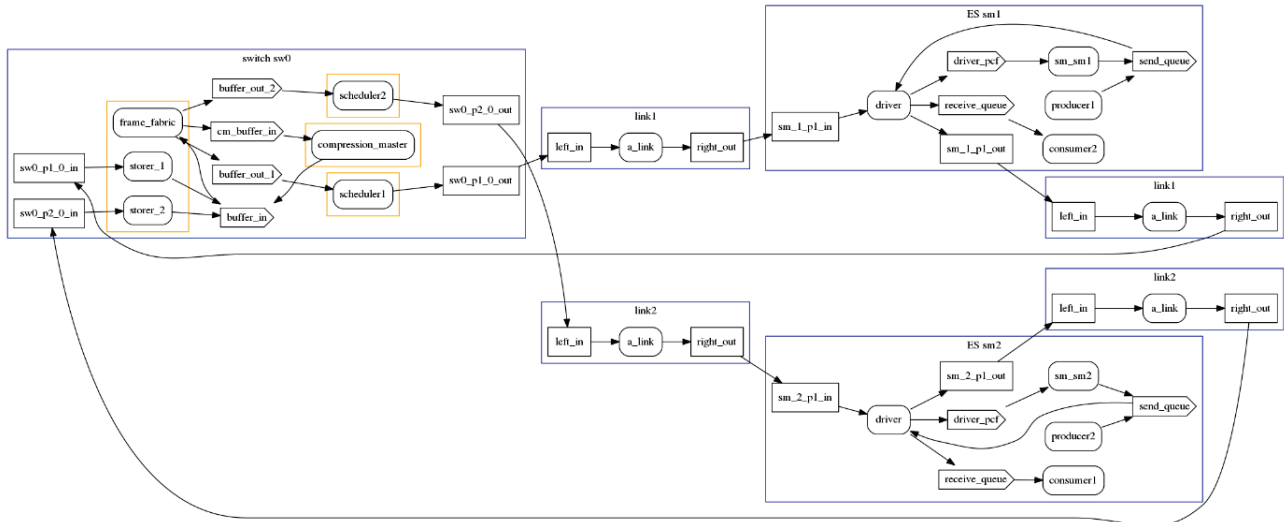 switch sw0
buffer_out_2
scheduler2
frame_fabric
sw0_p2_0_out
cm_buffer_in
compression_master
sw0_p1_0_in
storer_1
buffer_out_1
scheduler1
sw0_p1_0_out
sw0_p2_0_in
storer_2
buffer_in
link1
left_in
a_link
right_out
ES sm1
driver_pcf
sm_sm1
send_queue
driver
receive_queue
producer1
sm_1_p1_in
sm_1_p1_out
consumer2
link1
left_in
a_link
right_out
link2
left_in
a_link
right_out
link2
left_in
a_link
right_out
ES sm2
sm_2_p1_out
sm_sm2
sm_2_p1_in
driver
driver_pcf
send_queue
producer2
receive_queue
consumer1